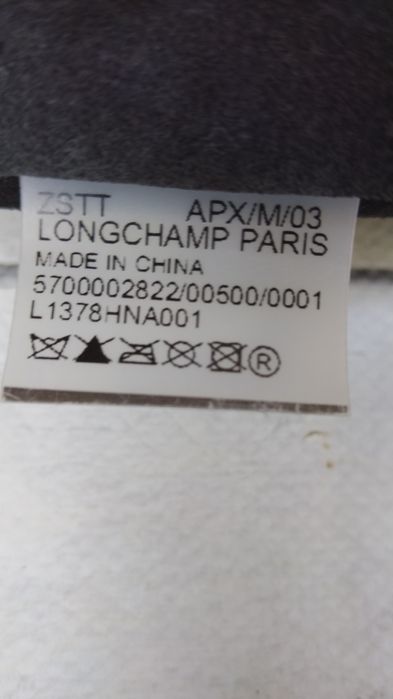 ZSTT APX/M/03
LONGCHAMP PARIS
MADE IN CHINA
5700002822/00500/0001
L1378HNA001
®